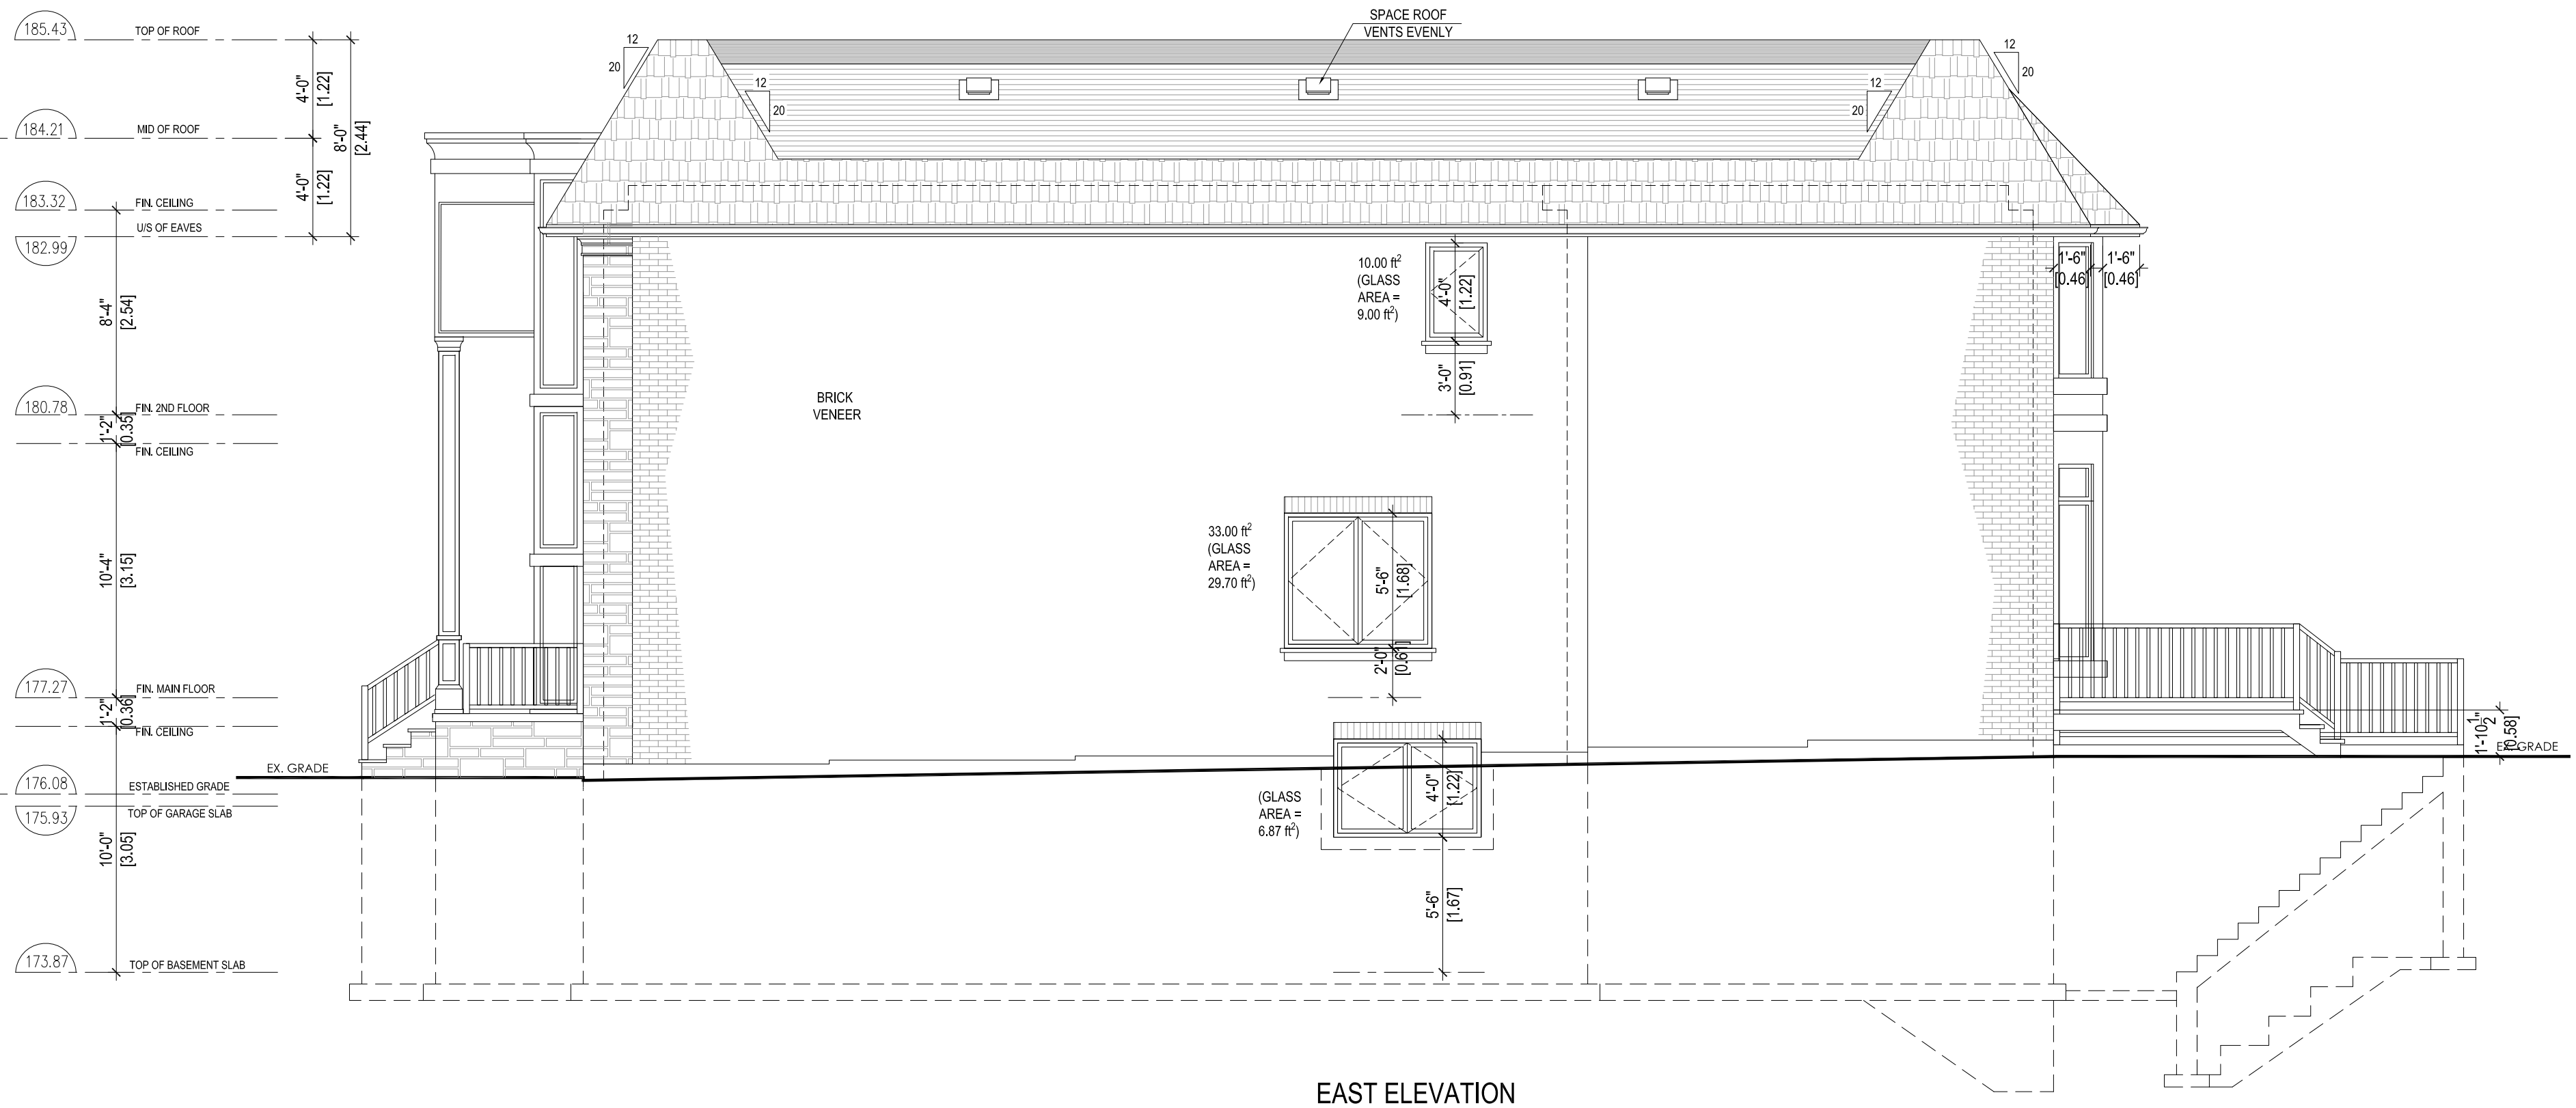 SPACE ROOF
VENTS EVENLY
185.43
TOP OF ROOF
12
20
12
20
12
20
12
20
4'-0"
[1.22]
8'-0"
[2.44]
184.21
MID OF ROOF
4'-0"
[1.22]
183.32
FIN. CEILING
U/S OF EAVES
182.99
8'-4"
[2.54]
10.00 ft²
(GLASS
AREA =
9.00 ft²)
4'-0"
[1.22]
3'-0"
[0.91]
1'-6"
[0.46]
1'-6"
[0.46]
BRICK
VENEER
180.78
FIN. 2ND FLOOR
1'-2"
[0.35]
FIN. CEILING
10'-4"
[3.15]
33.00 ft²
(GLASS
AREA =
29.70 ft²)
5'-6"
[1.68]
2'-0"
[0.61]
177.27
FIN. MAIN FLOOR
1'-2"
[0.36]
FIN. CEILING
EX. GRADE
1'-10½"
[0.58]
EX. GRADE
176.08
ESTABLISHED GRADE
TOP OF GARAGE SLAB
175.93
10'-0"
[3.05]
(GLASS
AREA =
6.87 ft²)
4'-0"
[1.22]
5'-6"
[1.67]
173.87
TOP OF BASEMENT SLAB
EAST ELEVATION